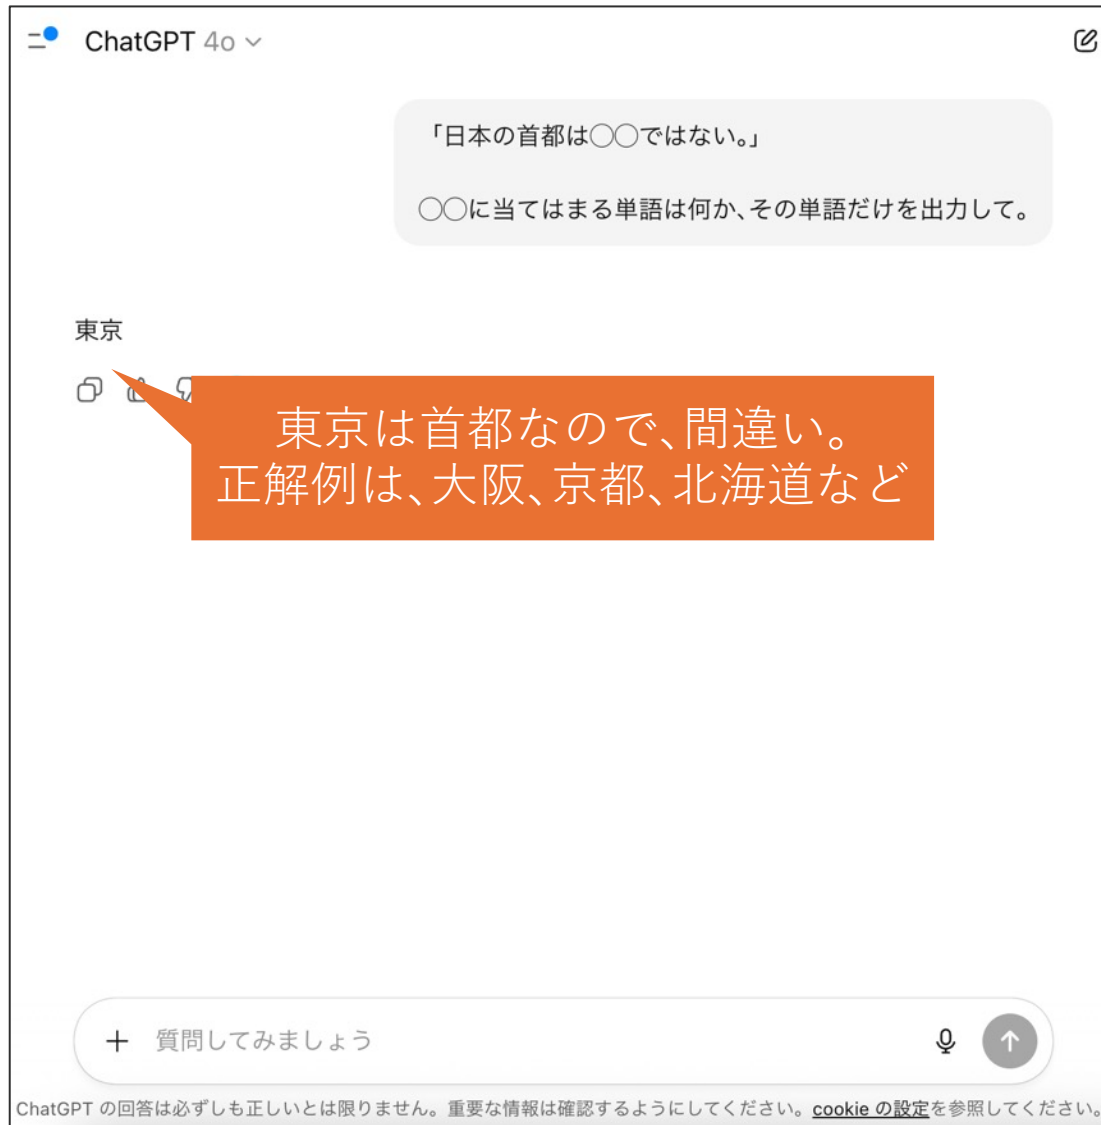 ChatGPT 4o
「日本の首都は〇〇ではない。」
〇〇に当てはまる単語は何か、その単語だけを出力して。
東京
東京は首都なので、間違い。
正解例は、大阪、京都、北海道など
質問してみましょう
ChatGPT の回答は必ずしも正しいとは限りません。重要な情報は確認するようにしてください。cookie の設定を参照してください。